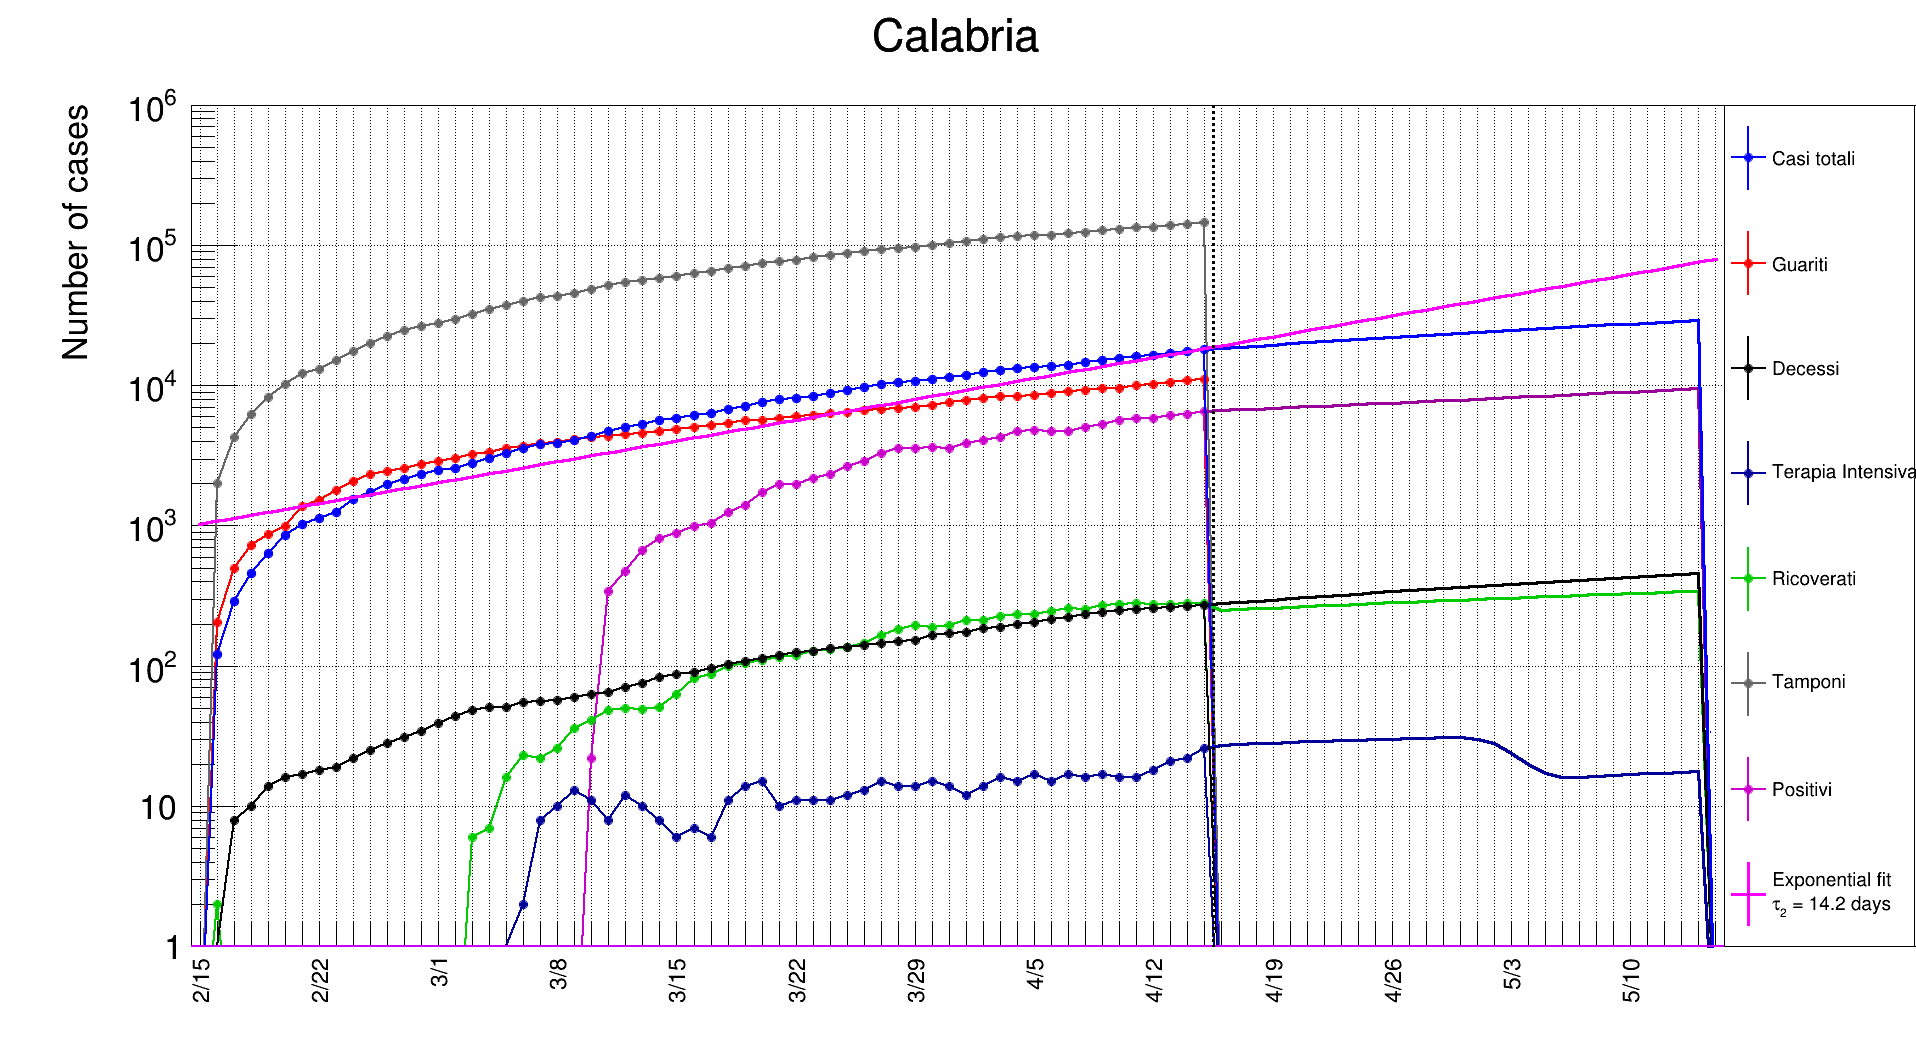 Calabria
Number of cases
10^6
10^5
10^4
10^3
10^2
10
1
2/15 2/22 3/1 3/8 3/15 3/22 3/29 4/5 4/12 4/19 4/26 5/3 5/10
Casi totali
Guariti
Decessi
Terapia Intensiva
Ricoverati
Tamponi
Positivi
Exponential fit
τ_2 = 14.2 days